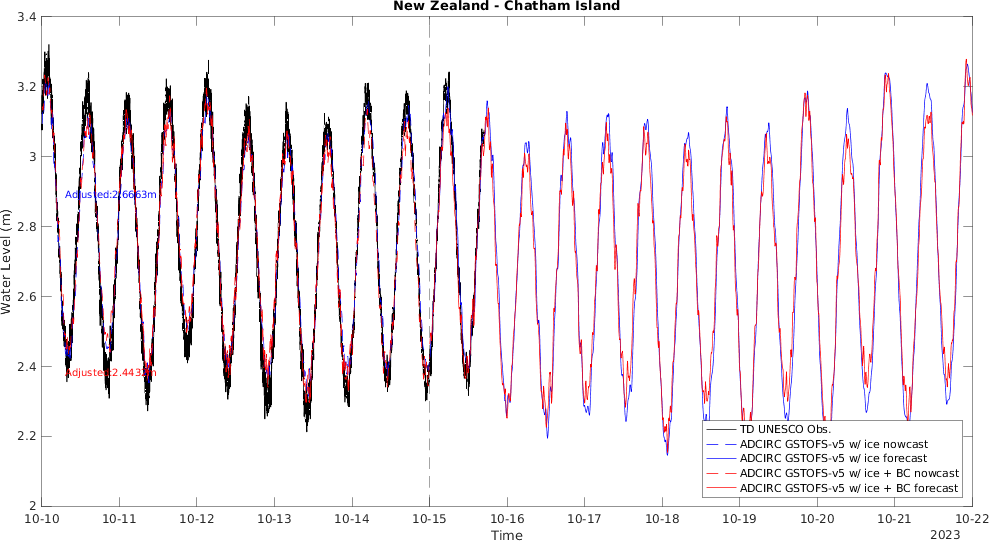 New Zealand - Chatham Island
3.4
3.2
3
2.8
2.6
2.4
2.2
2
Water Level (m)
Adjusted:2.6663m
TD UNESCO Obs.
ADCIRC GSTOFS-v5 w/ ice nowcast
ADCIRC GSTOFS-v5 w/ ice forecast
ADCIRC GSTOFS-v5 w/ ice + BC nowcast
ADCIRC GSTOFS-v5 w/ ice + BC forecast
10-10 10-11 10-12 10-13 10-14 10-15 10-16 10-17 10-18 10-19 10-20 10-21 10-22
Time
2023